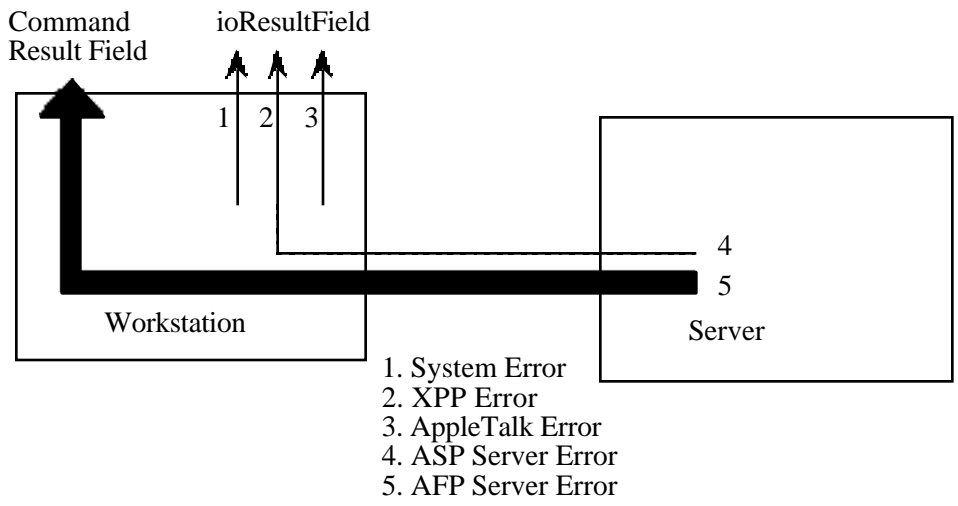 Command
Result Field
ioResultField
1 2 3
4
5
Workstation
Server
1. System Error
2. XPP Error
3. AppleTalk Error
4. ASP Server Error
5. AFP Server Error